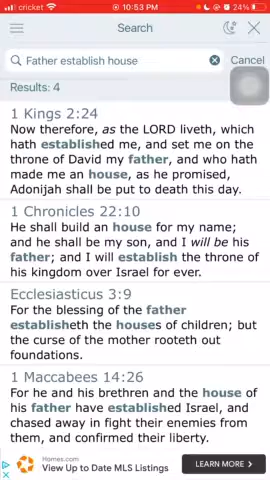 cricket 10:53 PM 24%
Search
Father establish house Cancel
Results: 4
1 Kings 2:24
Now therefore, as the LORD liveth, which
hath established me, and set me on the
throne of David my father, and who hath
made me an house, as he promised,
Adonijah shall be put to death this day.
1 Chronicles 22:10
He shall build an house for my name;
and he shall be my son, and I will be his
father; and I will establish the throne of
his kingdom over Israel for ever.
Ecclesiasticus 3:9
For the blessing of the father
establisheth the houses of children; but
the curse of the mother rooteth out
foundations.
1 Maccabees 14:26
For he and his brethren and the house of
his father have established Israel, and
chased away in fight their enemies from
them, and confirmed their liberty.
Homes.com
View Up to Date MLS Listings
LEARN MORE >